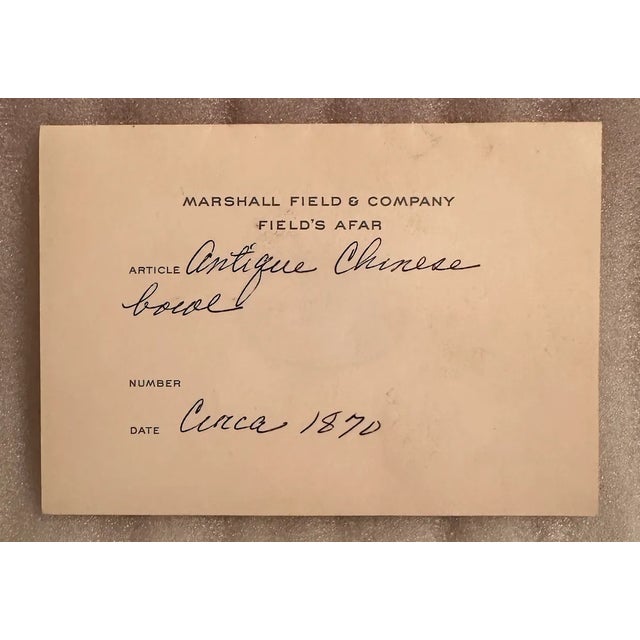 MARSHALL FIELD & COMPANY
FIELD'S AFAR
ARTICLE Antique Chinese
bowl
NUMBER
DATE Circa 1870